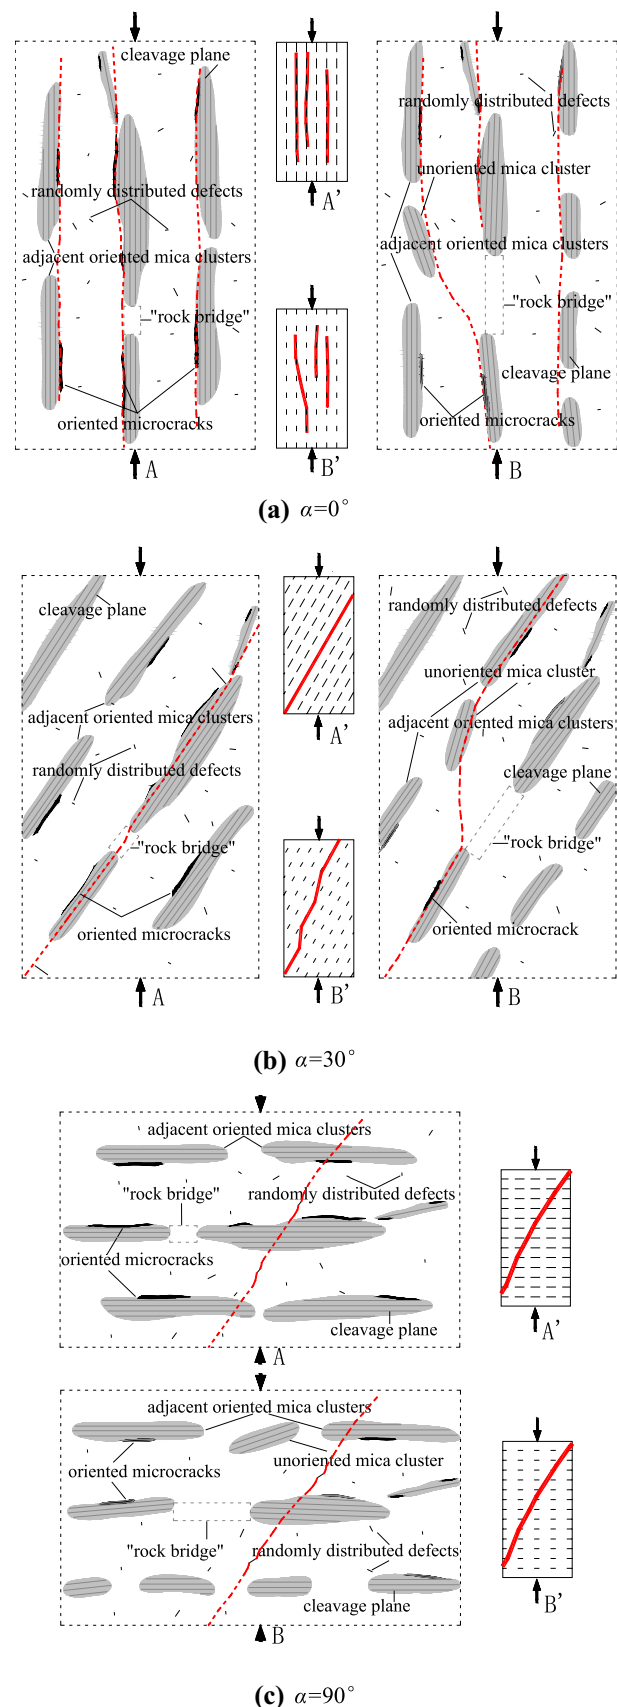 cleavage plane
randomly distributed defects
adjacent oriented mica clusters
"rock bridge"
oriented microcracks
A
A'
B'
randomly distributed defects
unoriented mica cluster
adjacent oriented mica clusters
"rock bridge"
cleavage plane
oriented microcracks
B
(a) α=0°
cleavage plane
adjacent oriented mica clusters
randomly distributed defects
"rock bridge"
oriented microcracks
A
A'
B'
randomly distributed defects
unoriented mica cluster
adjacent oriented mica clusters
cleavage plane
"rock bridge"
oriented microcrack
B
(b) α=30°
adjacent oriented mica clusters
"rock bridge"
randomly distributed defects
oriented microcracks
cleavage plane
A
A'
adjacent oriented mica clusters
oriented microcracks
unoriented mica cluster
"rock bridge"
randomly distributed defects
cleavage plane
B
B'
(c) α=90°